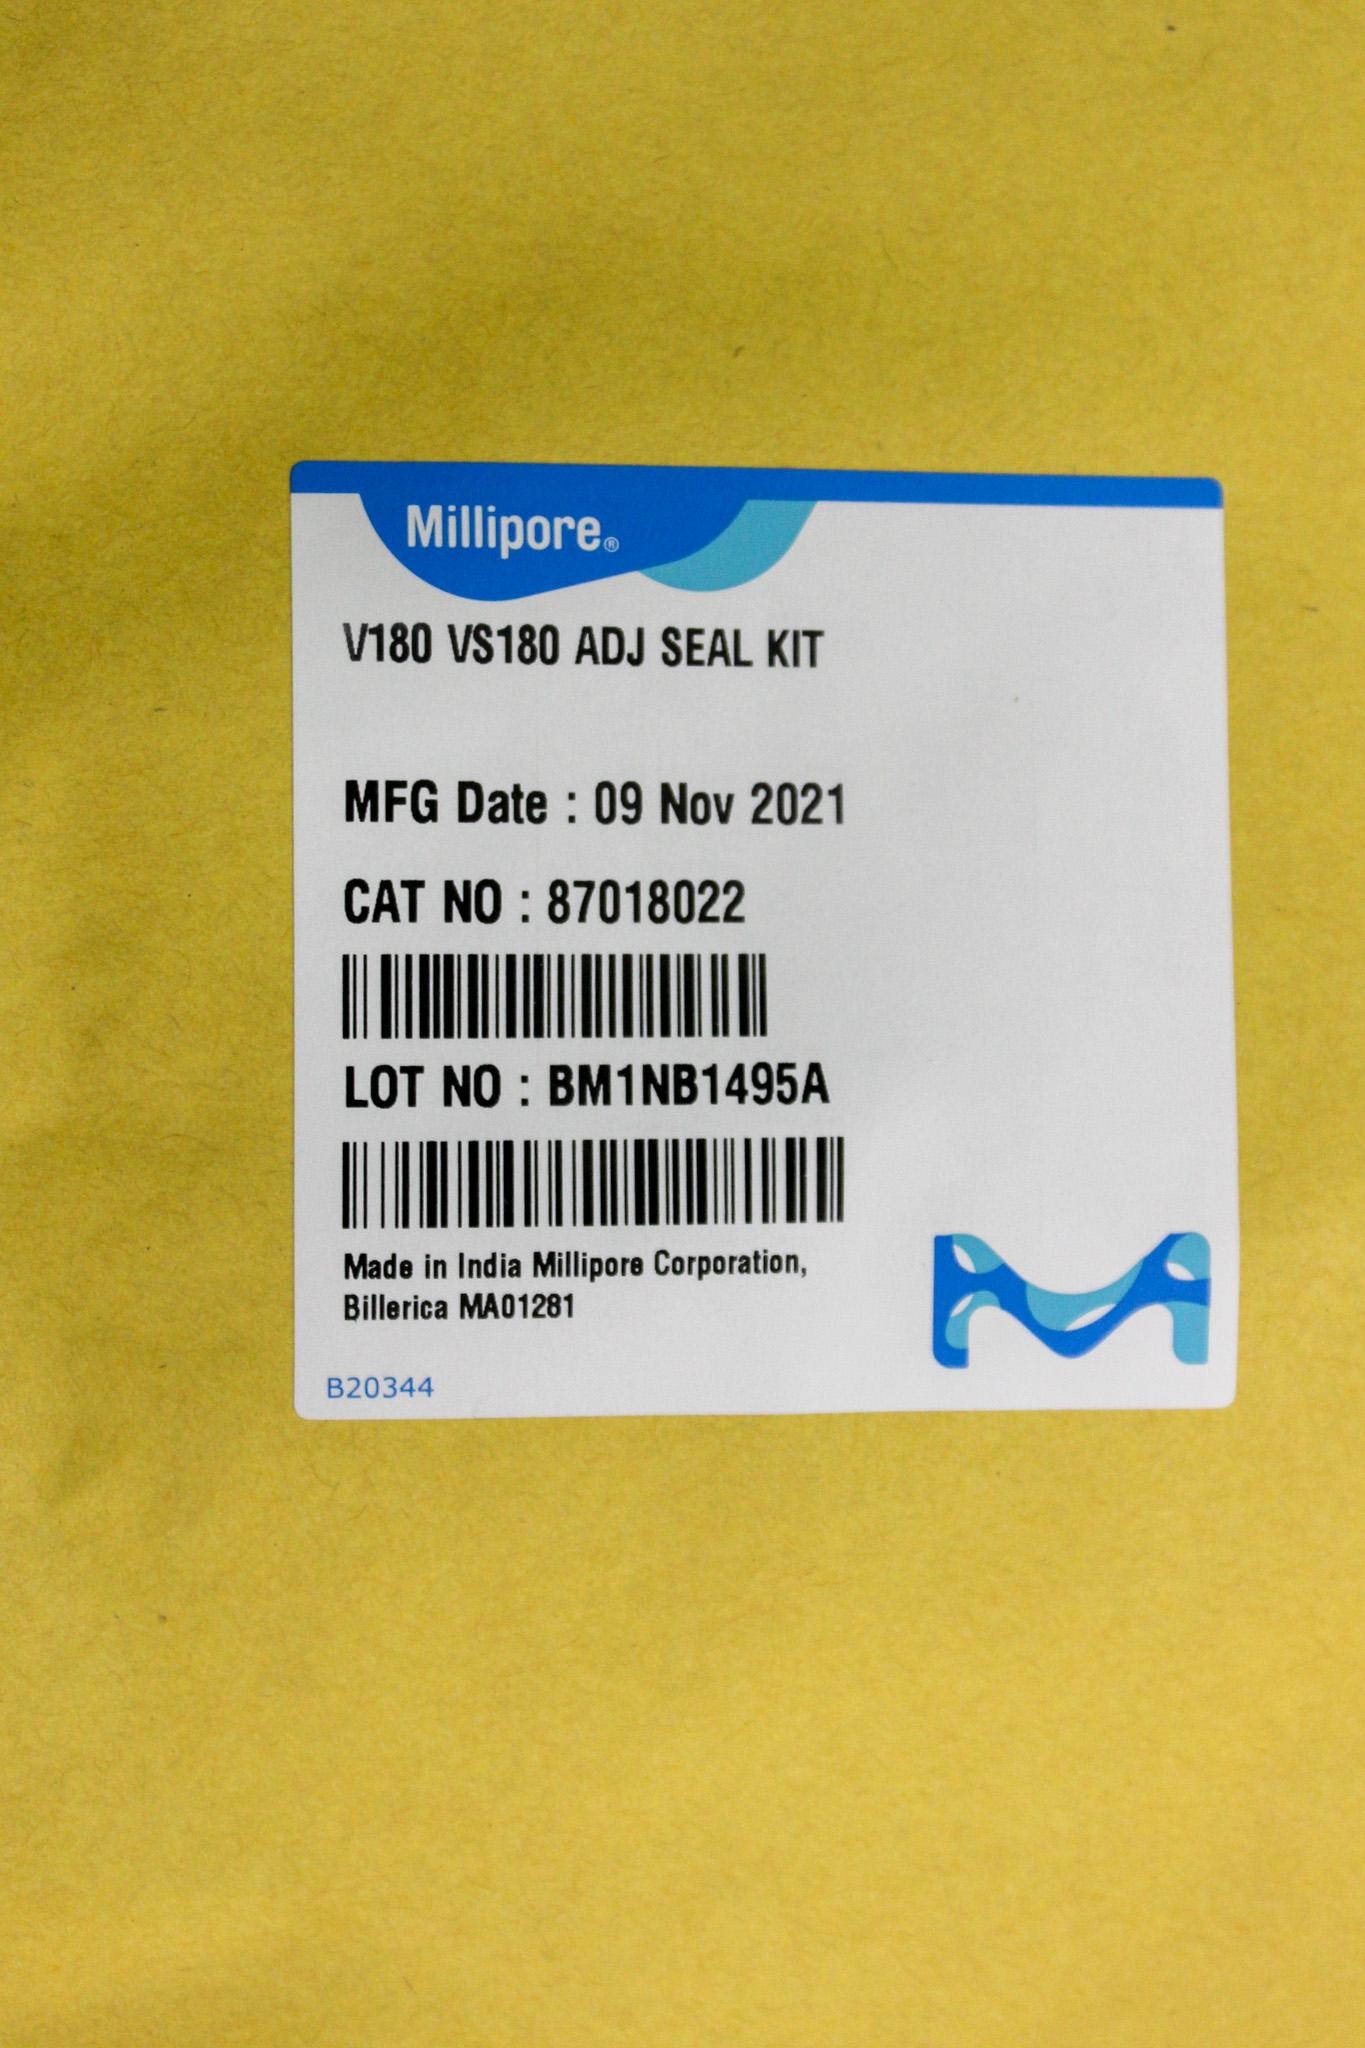 Millipore®
V180 VS180 ADJ SEAL KIT
MFG Date : 09 Nov 2021
CAT NO : 87018022
LOT NO : BM1NB1495A
Made in India Millipore Corporation,
Billerica MA01281
B20344